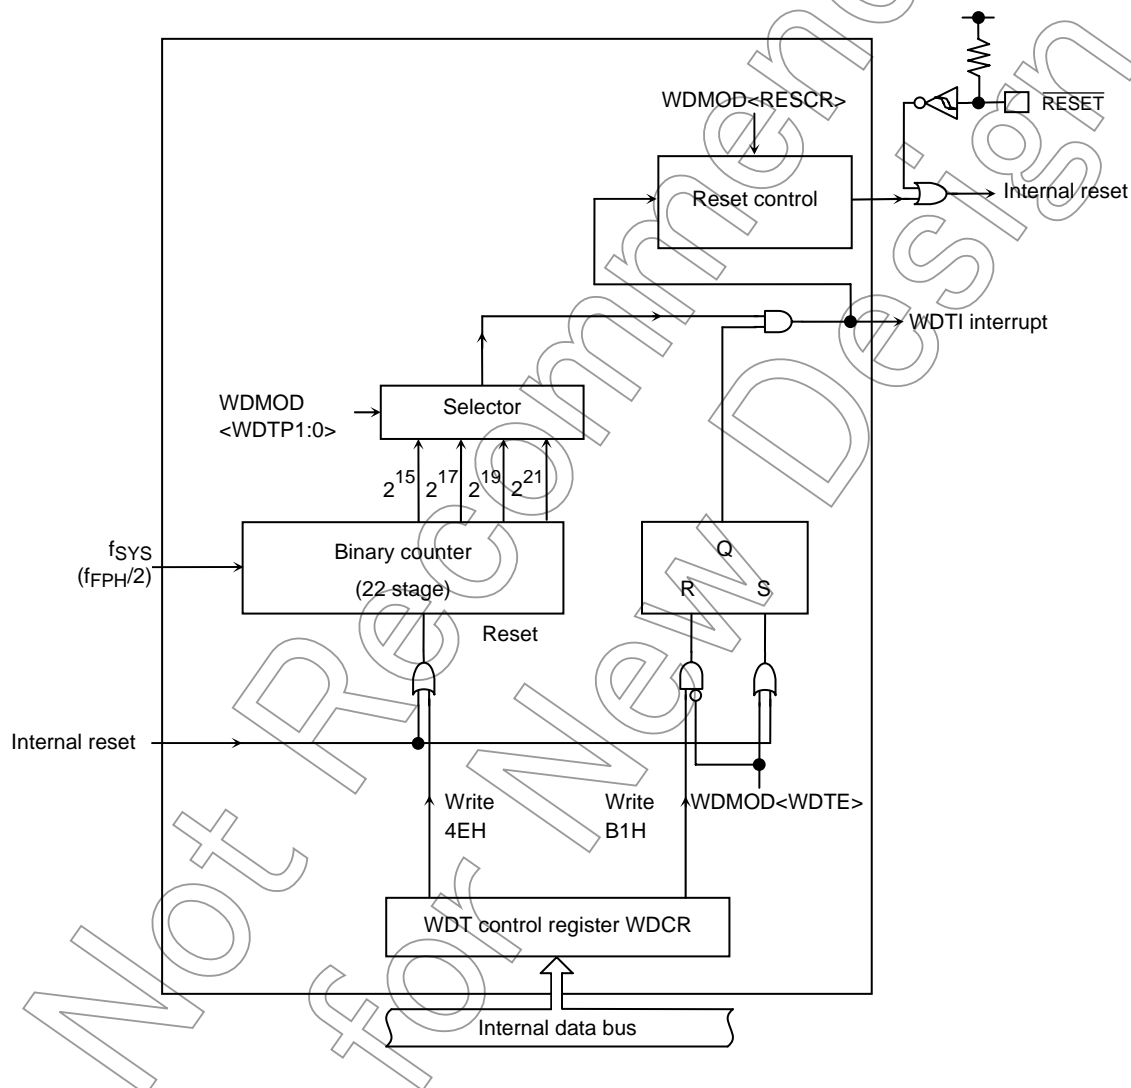 WDMOD<RESCR>
RESET
Reset control
Internal reset
WDTI interrupt
WDMOD
<WDTP1:0>
Selector
2^15 2^17 2^19 2^21
fSYS
(fFPH/2)
Binary counter
(22 stage)
Reset
Q
R S
Internal reset
Write
4EH
Write
B1H
WDMOD<WDTE>
WDT control register WDCR
Internal data bus
Not Recommen
for New Design